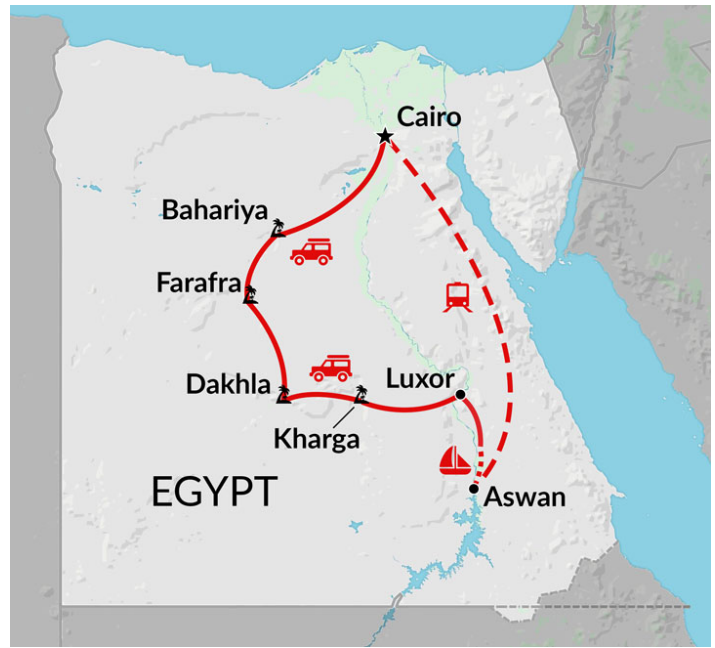 Cairo
Bahariya
Farafra
Dakhla
Luxor
Kharga
EGYPT
Aswan